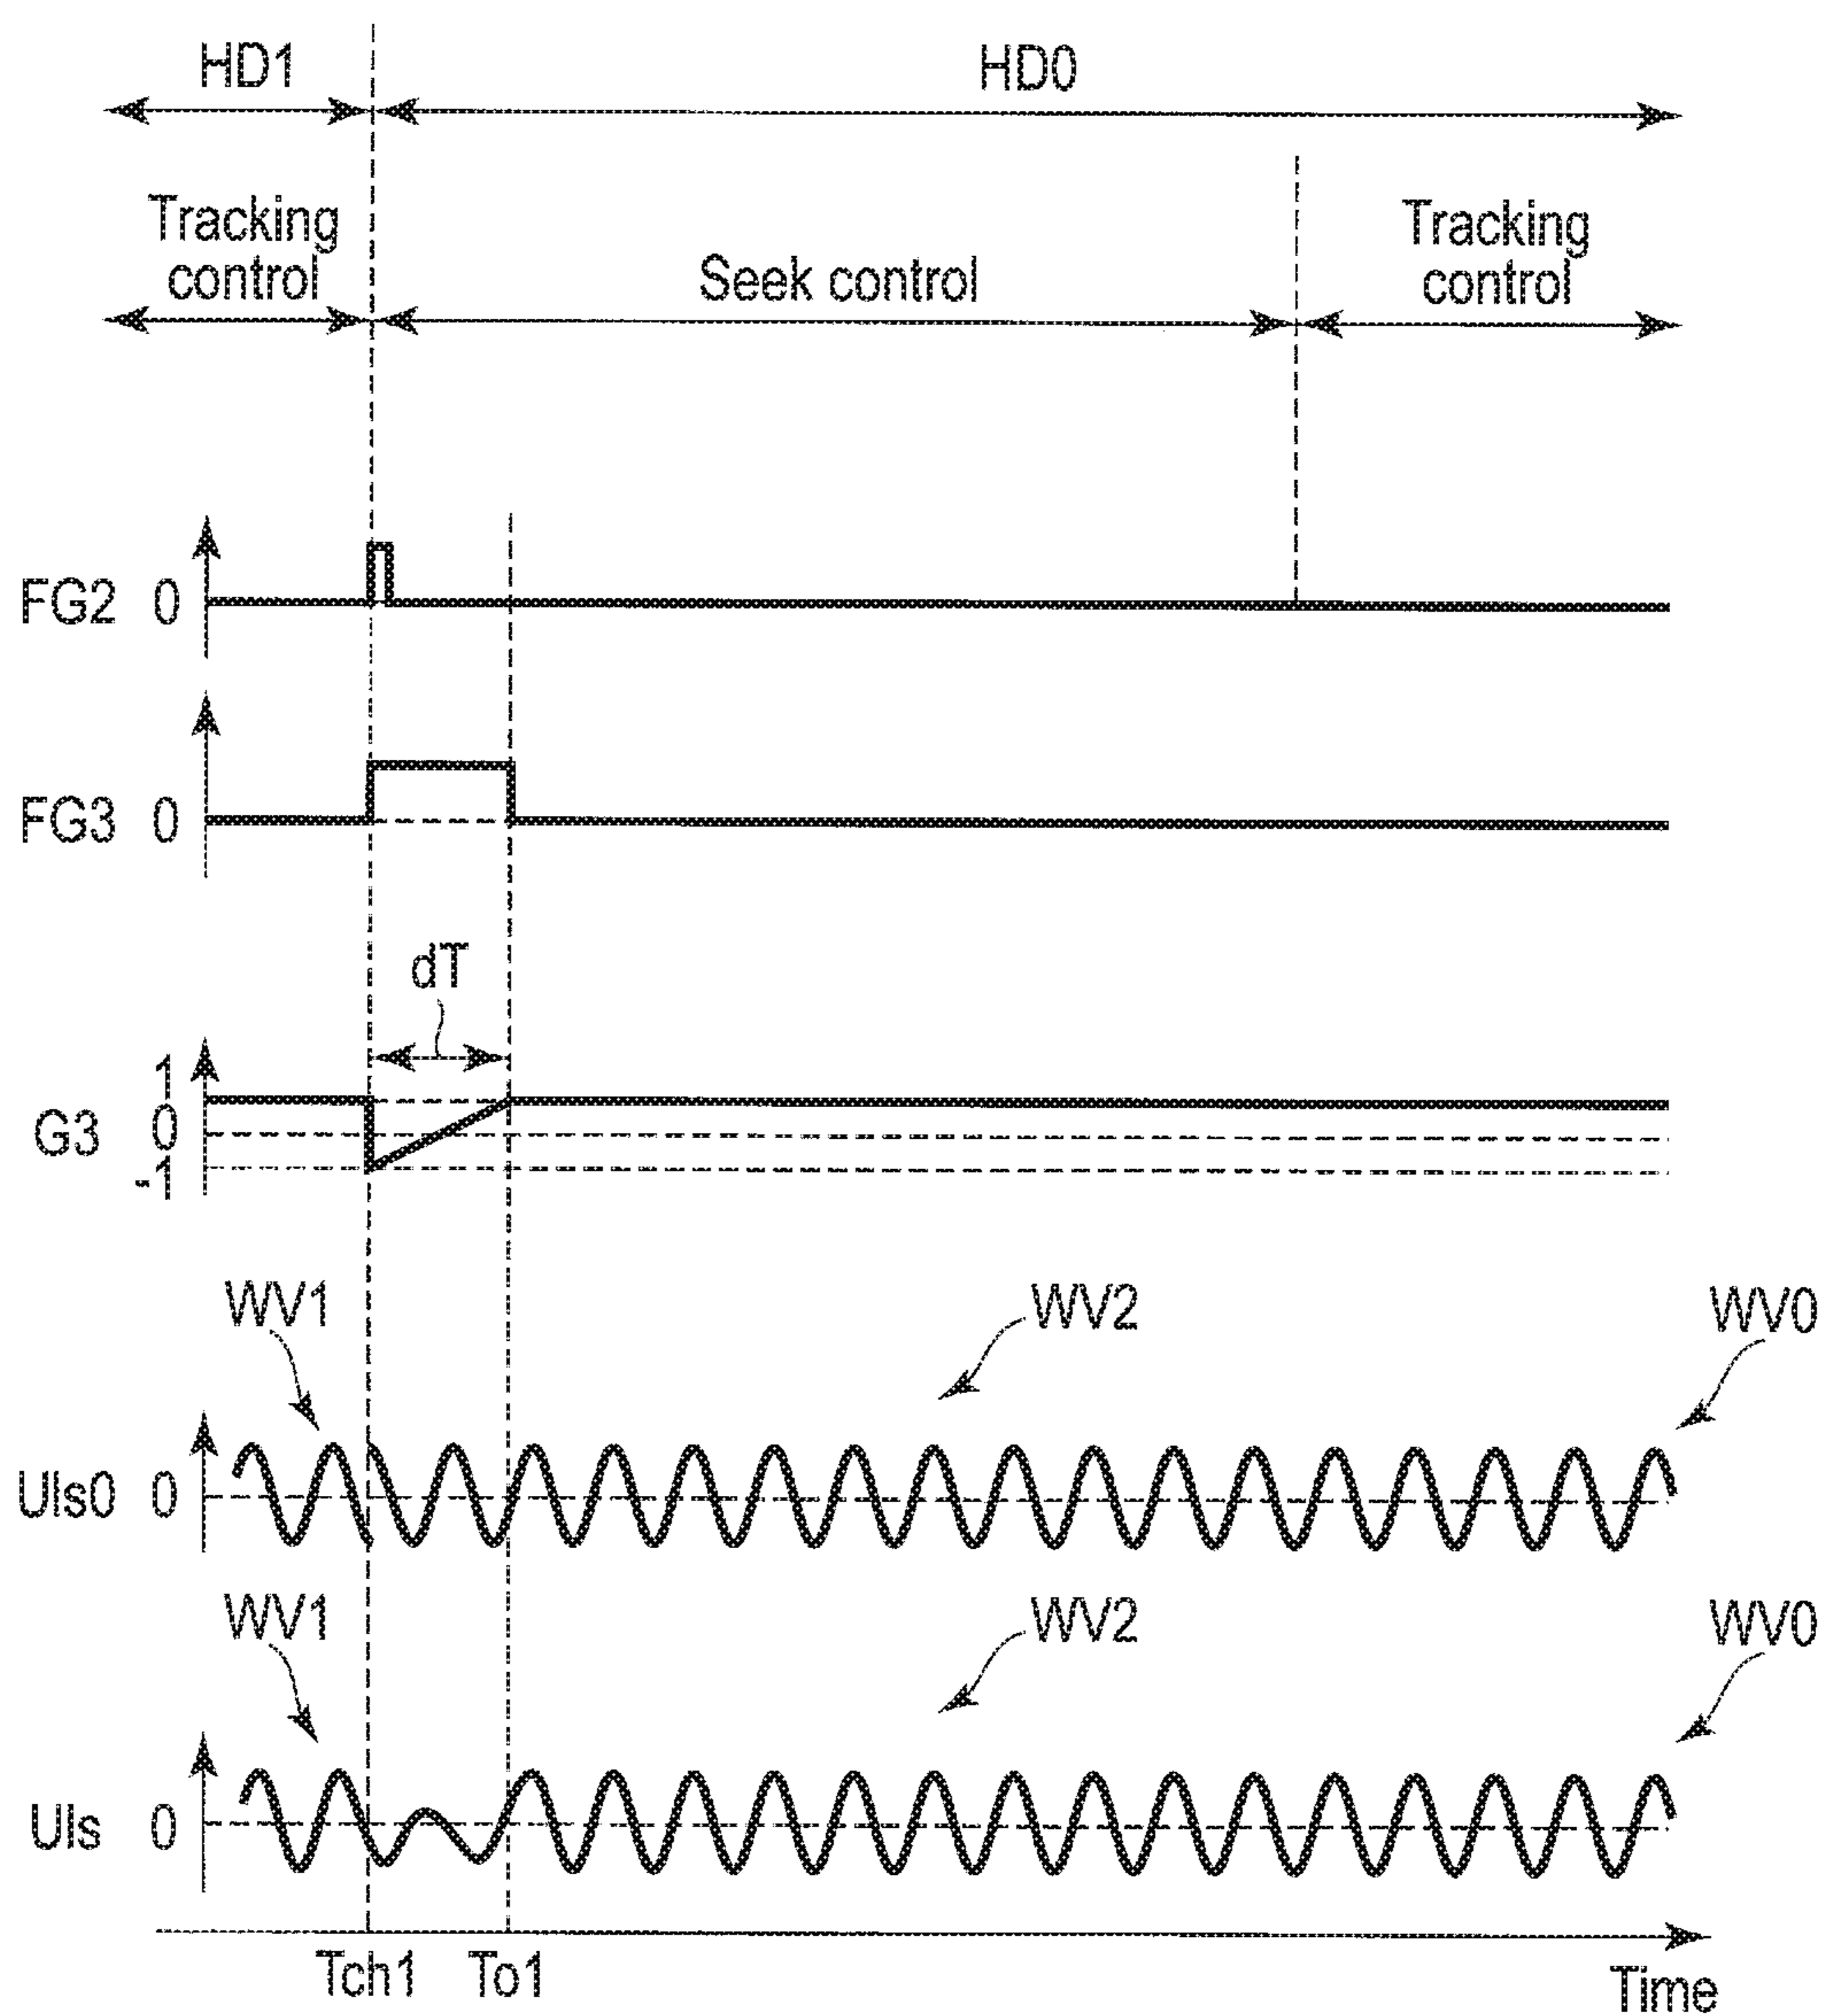 HD1
HD0
Tracking
control
Seek control
Tracking
control
FG2 0
FG3 0
dT
1
G3 0
-1
WV1
WV2
WV0
Uls0 0
WV1
WV2
WV0
Uls 0
Tch1
To1
Time